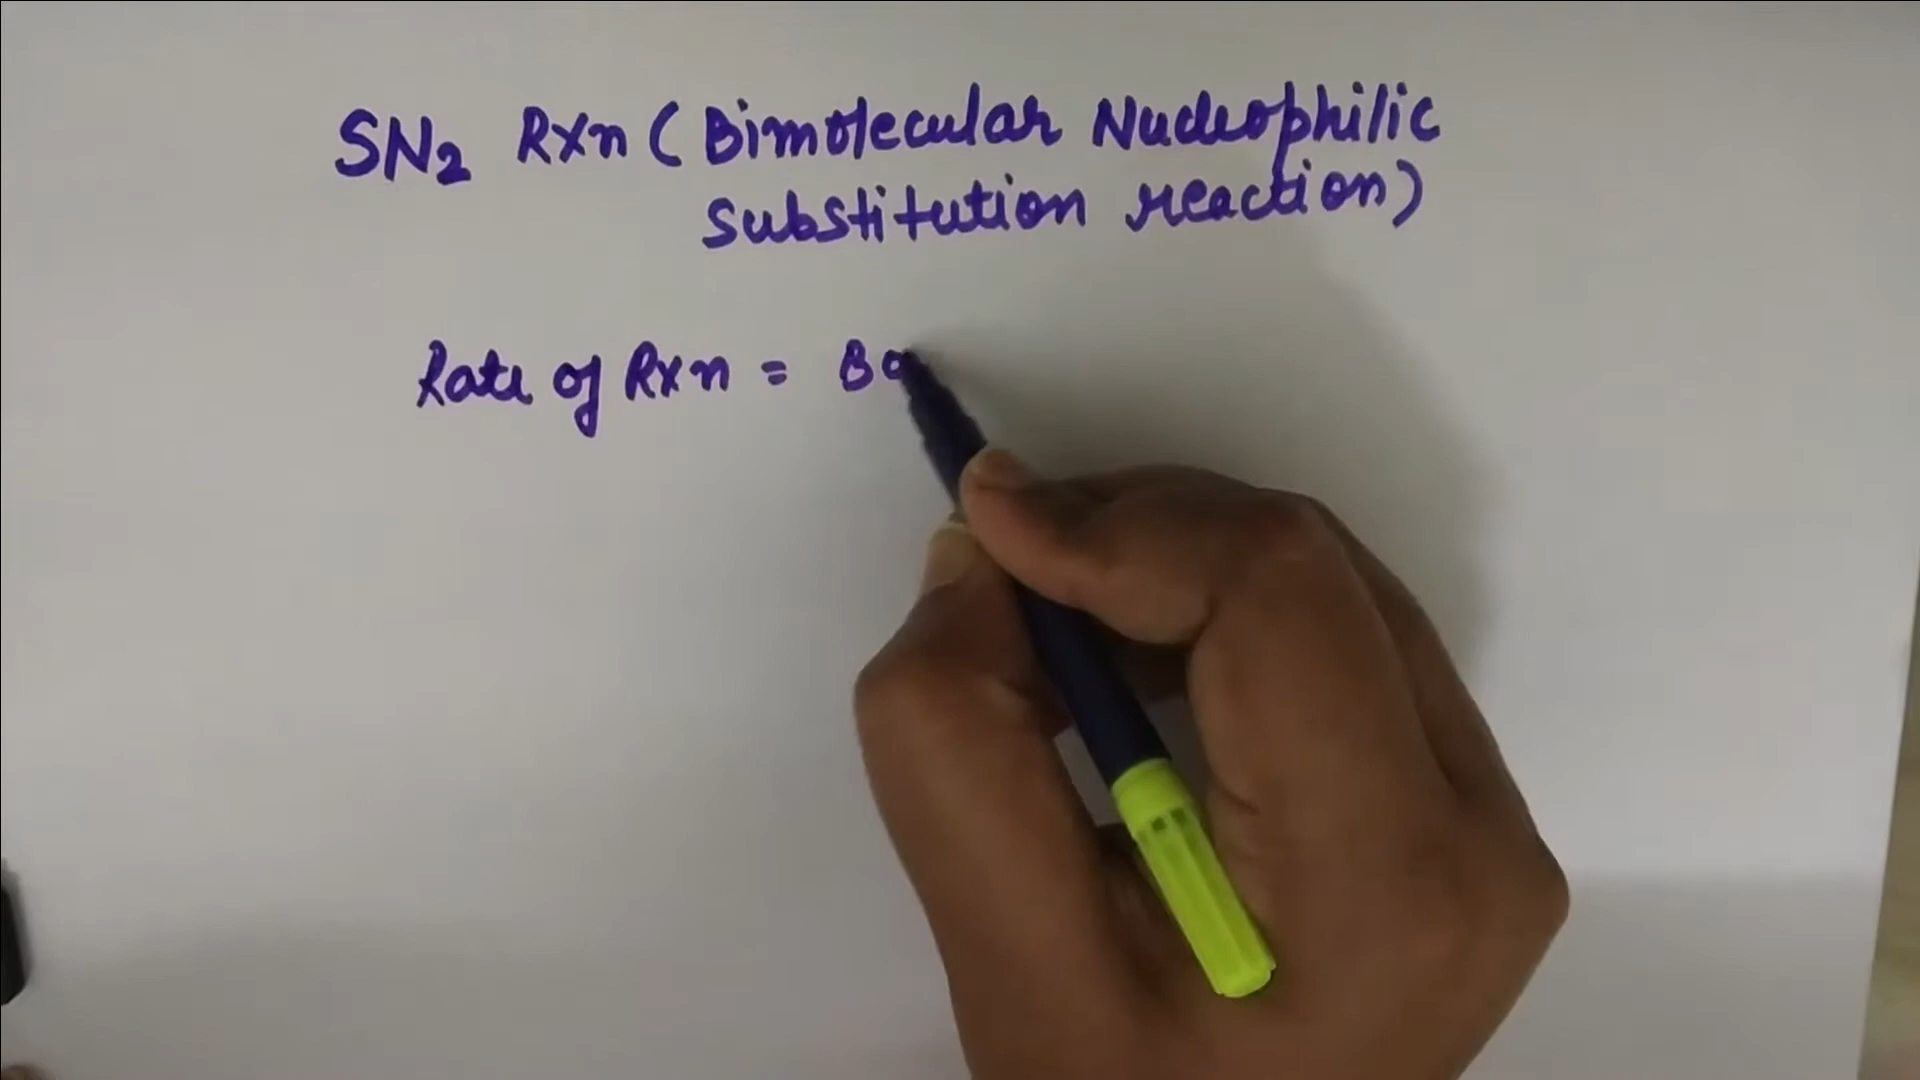 SN2 Rxn (Bimolecular Nucleophilic
Substitution reaction)
Rate of Rxn =